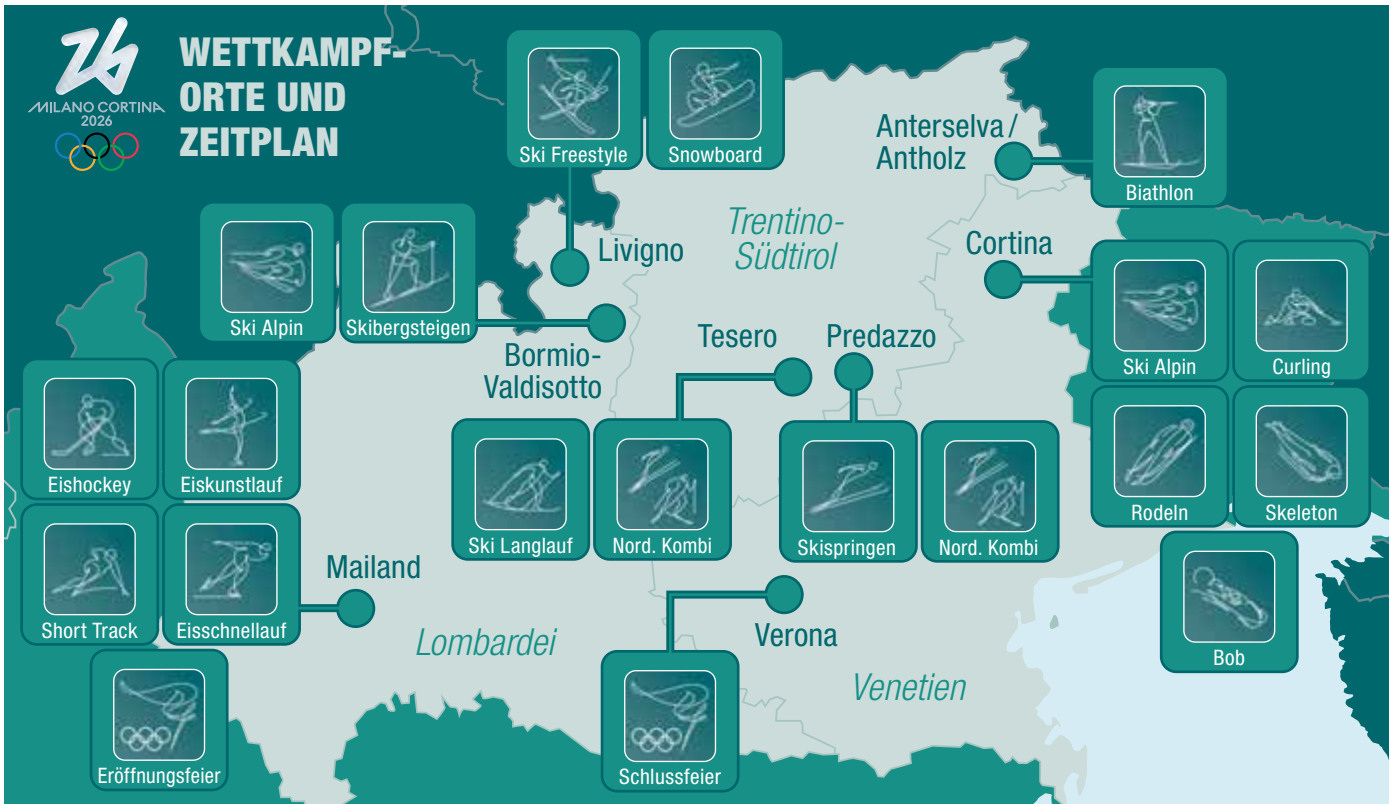 26
MILANO CORTINA
2026
WETTKAMPF-
ORTE UND
ZEITPLAN
Ski Freestyle
Snowboard
Anterselva /
Antholz
Biathlon
Trentino-
Südtirol
Livigno
Cortina
Ski Alpin
Skibergsteigen
Bormio-
Valdisotto
Tesero
Predazzo
Ski Alpin
Curling
Eishockey
Eiskunstlauf
Ski Langlauf
Nord. Kombi
Skispringen
Nord. Kombi
Rodeln
Skeleton
Short Track
Eisschnellauf
Mailand
Lombardei
Verona
Venetien
Bob
Eröffnungsfeier
Schlussfeier